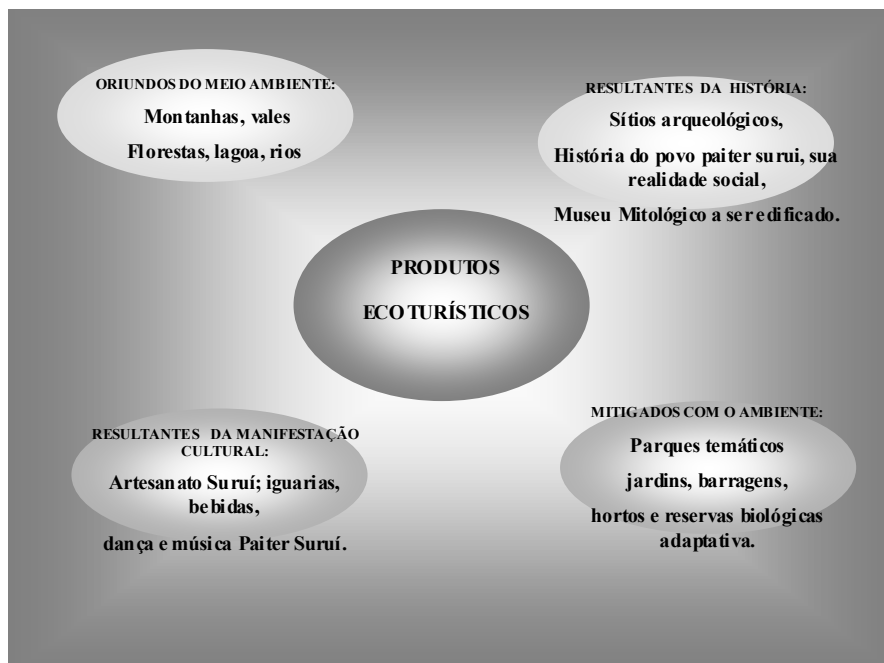 ORIUNDOS DO MEIO AMBIENTE:
Montanhas, vales
Florestas, lagoa, rios
RESULTANTES DA HISTÓRIA:
Sítios arqueológicos,
História do povo paiter surui, sua
realidade social,
Museu Mitológico a ser edificado.
PRODUTOS
ECOTURÍSTICOS
RESULTANTES DA MANIFESTAÇÃO
CULTURAL:
Artesanato Suruí; iguarias,
bebidas,
dança e música Paiter Suruí.
MITIGADOS COM O AMBIENTE:
Parques temáticos
jardins, barragens,
hortos e reservas biológicas
adaptativa.